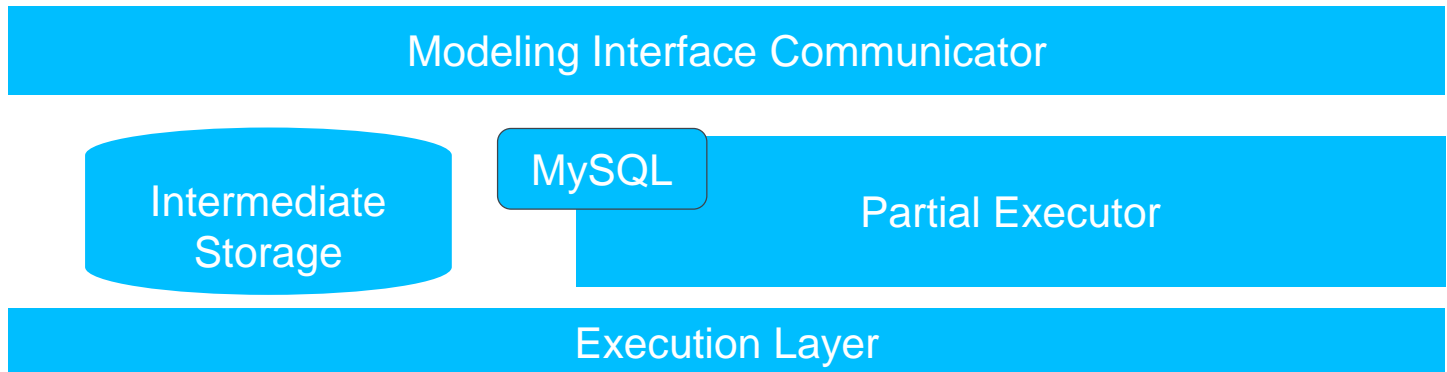 Modeling Interface Communicator
MySQL
Intermediate
Storage
Partial Executor
Execution Layer